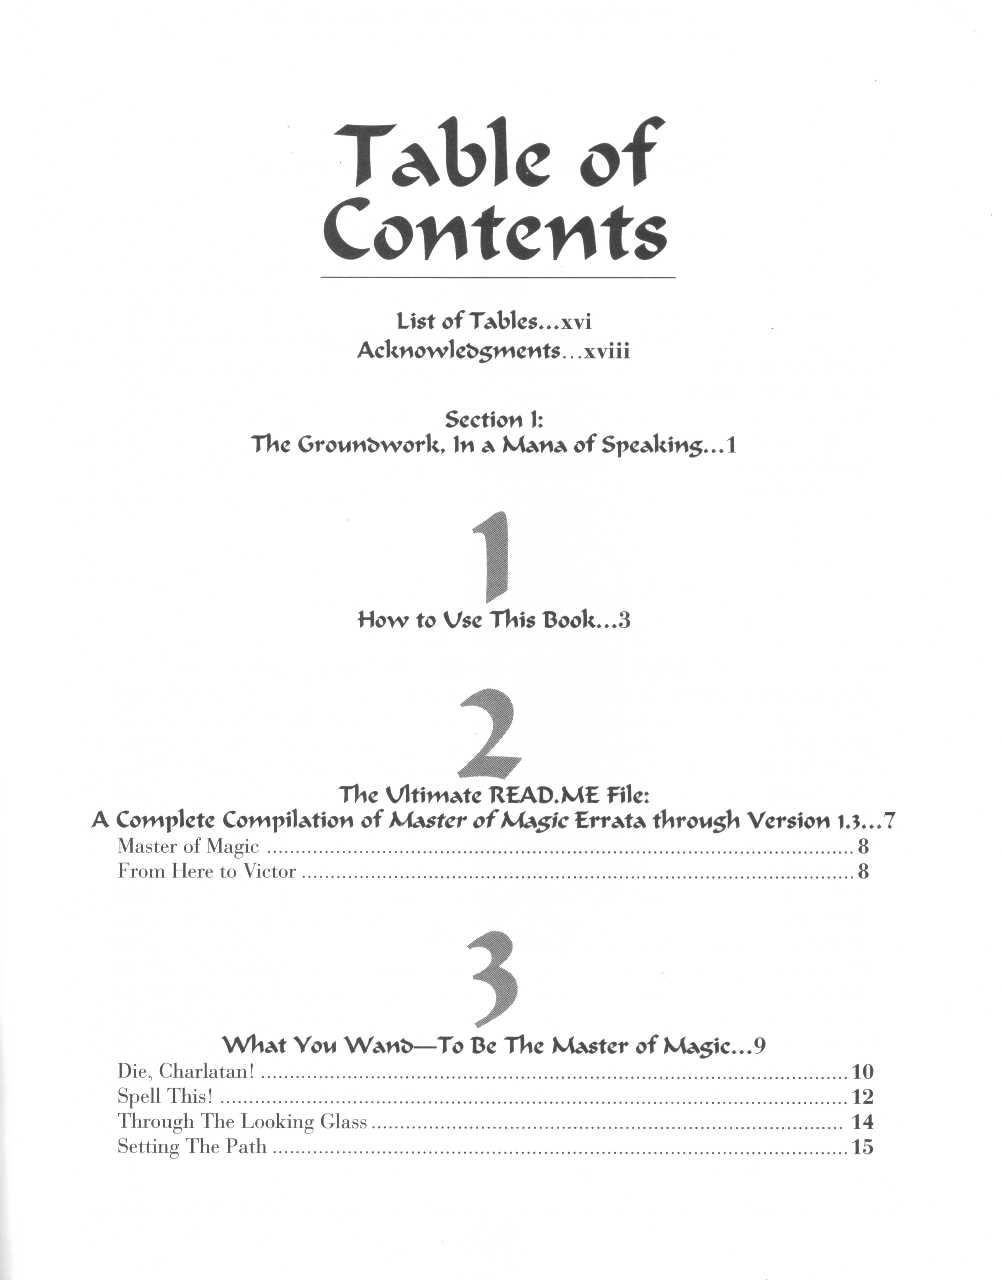 Table of
Contents
List of Tables...xvi
Acknowledgments...xviii
Section 1:
The Groundwork, In a Mana of Speaking...1
1
How to Use This Book...3
2
The Ultimate READ.ME File:
A Complete Compilation of Master of Magic Errata through Version 1.3...7
Master of Magic ........................................ 8
From Here to Victor ........................................ 8
3
What You Wand—To Be The Master of Magic...9
Die, Charlatan! ........................................ 10
Spell This! ........................................ 12
Through The Looking Glass ........................................ 14
Setting The Path ........................................ 15